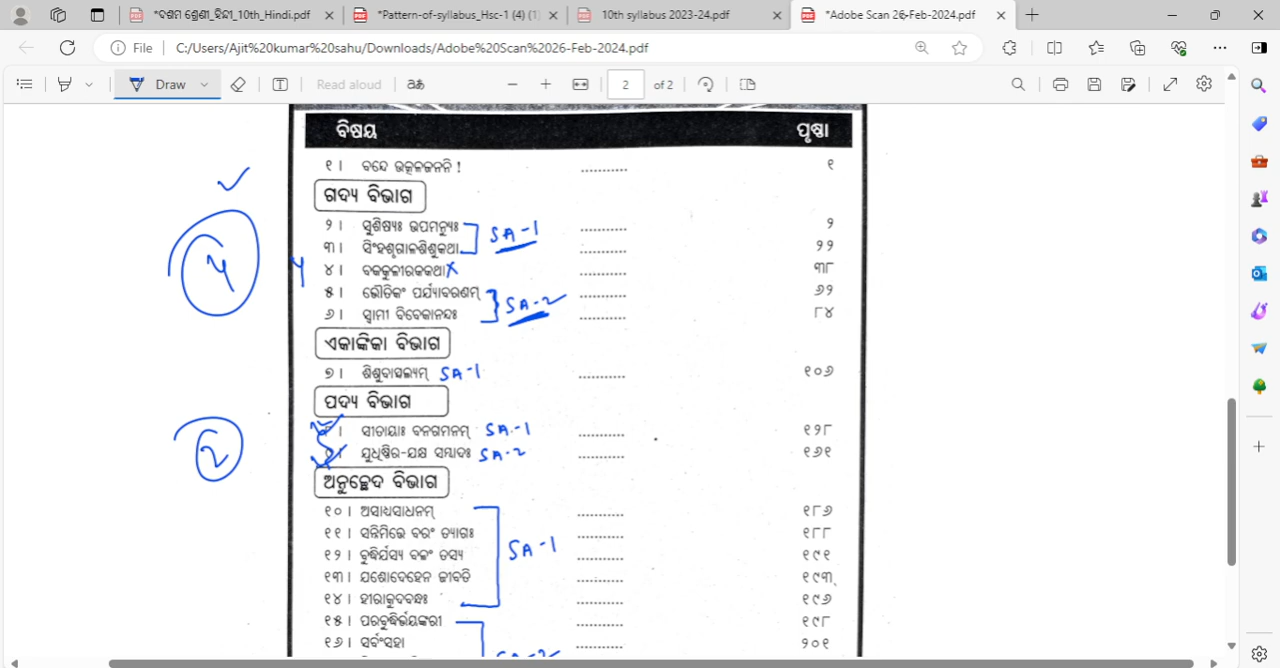 *ଦଶମ ଶ୍ରେଣୀ_ହିନ୍ଦୀ_10th_Hindi.pdf
*Pattern-of-syllabus_Hsc-1 (4) (1)
10th syllabus 2023-24.pdf
*Adobe Scan 26-Feb-2024.pdf
File C:/Users/Ajit%20kumar%20sahu/Downloads/Adobe%20Scan%2026-Feb-2024.pdf
Draw Read aloud 2 of 2
ବିଷୟ ପୃଷ୍ଠା
୧। ବନ୍ଦେ ଉତ୍କଳଜନନି ! ........... ୧
ଗଦ୍ୟ ବିଭାଗ
୨। ସୁଶିଷ୍ୟଃ ଉପମନ୍ୟୁଃ SA-1 ........... ୨
୩। ସିଂହଶୃଗାଳଶିଶୁକଥା ........... ୨୨
୪ ୪। ବକକୁଳୀରକକଥା x ........... ୩୮
୫। ଭୌତିକଂ ପର୍ଯ୍ୟାବରଣମ୍ SA-2 ........... ୬୨
୬। ସ୍ୱାମୀ ବିବେକାନନ୍ଦଃ ........... ୮୪
ଏକାଙ୍କିକା ବିଭାଗ
୭। ଶିଶୁବାତ୍ସଲ୍ୟମ୍ SA-1 ........... ୧୦୬
ପଦ୍ୟ ବିଭାଗ
ସୀତାୟାଃ ବନଗମନମ୍ SA-1 ........... ୧୨୮
2 ଯୁଧିଷ୍ଠିର-ଯକ୍ଷ ସମ୍ବାଦଃ SA-2 ........... ୧୬୧
ଅନୁଚ୍ଛେଦ ବିଭାଗ
୧୦। ଅସାଧ୍ୟସାଧନମ୍ ........... ୧୮୬
୧୧। ସନ୍ନିମିତ୍ତେ ବରଂ ତ୍ୟାଗଃ ........... ୧୮୮
୧୨। ବୁଦ୍ଧିର୍ଯସ୍ୟ ବଳଂ ତସ୍ୟ SA-1 ........... ୧୯୧
୧୩। ଯଶୋଦେହେନ ଜୀବତି ........... ୧୯୩
୧୪। ହୀରାକୁଦବନ୍ଧଃ ........... ୧୯୬
୧୫। ପରବୁଦ୍ଧିର୍ଭୟଙ୍କରୀ ........... ୧୯୮
୧୬। ସର୍ବଂସହା ........... ୨୦୧